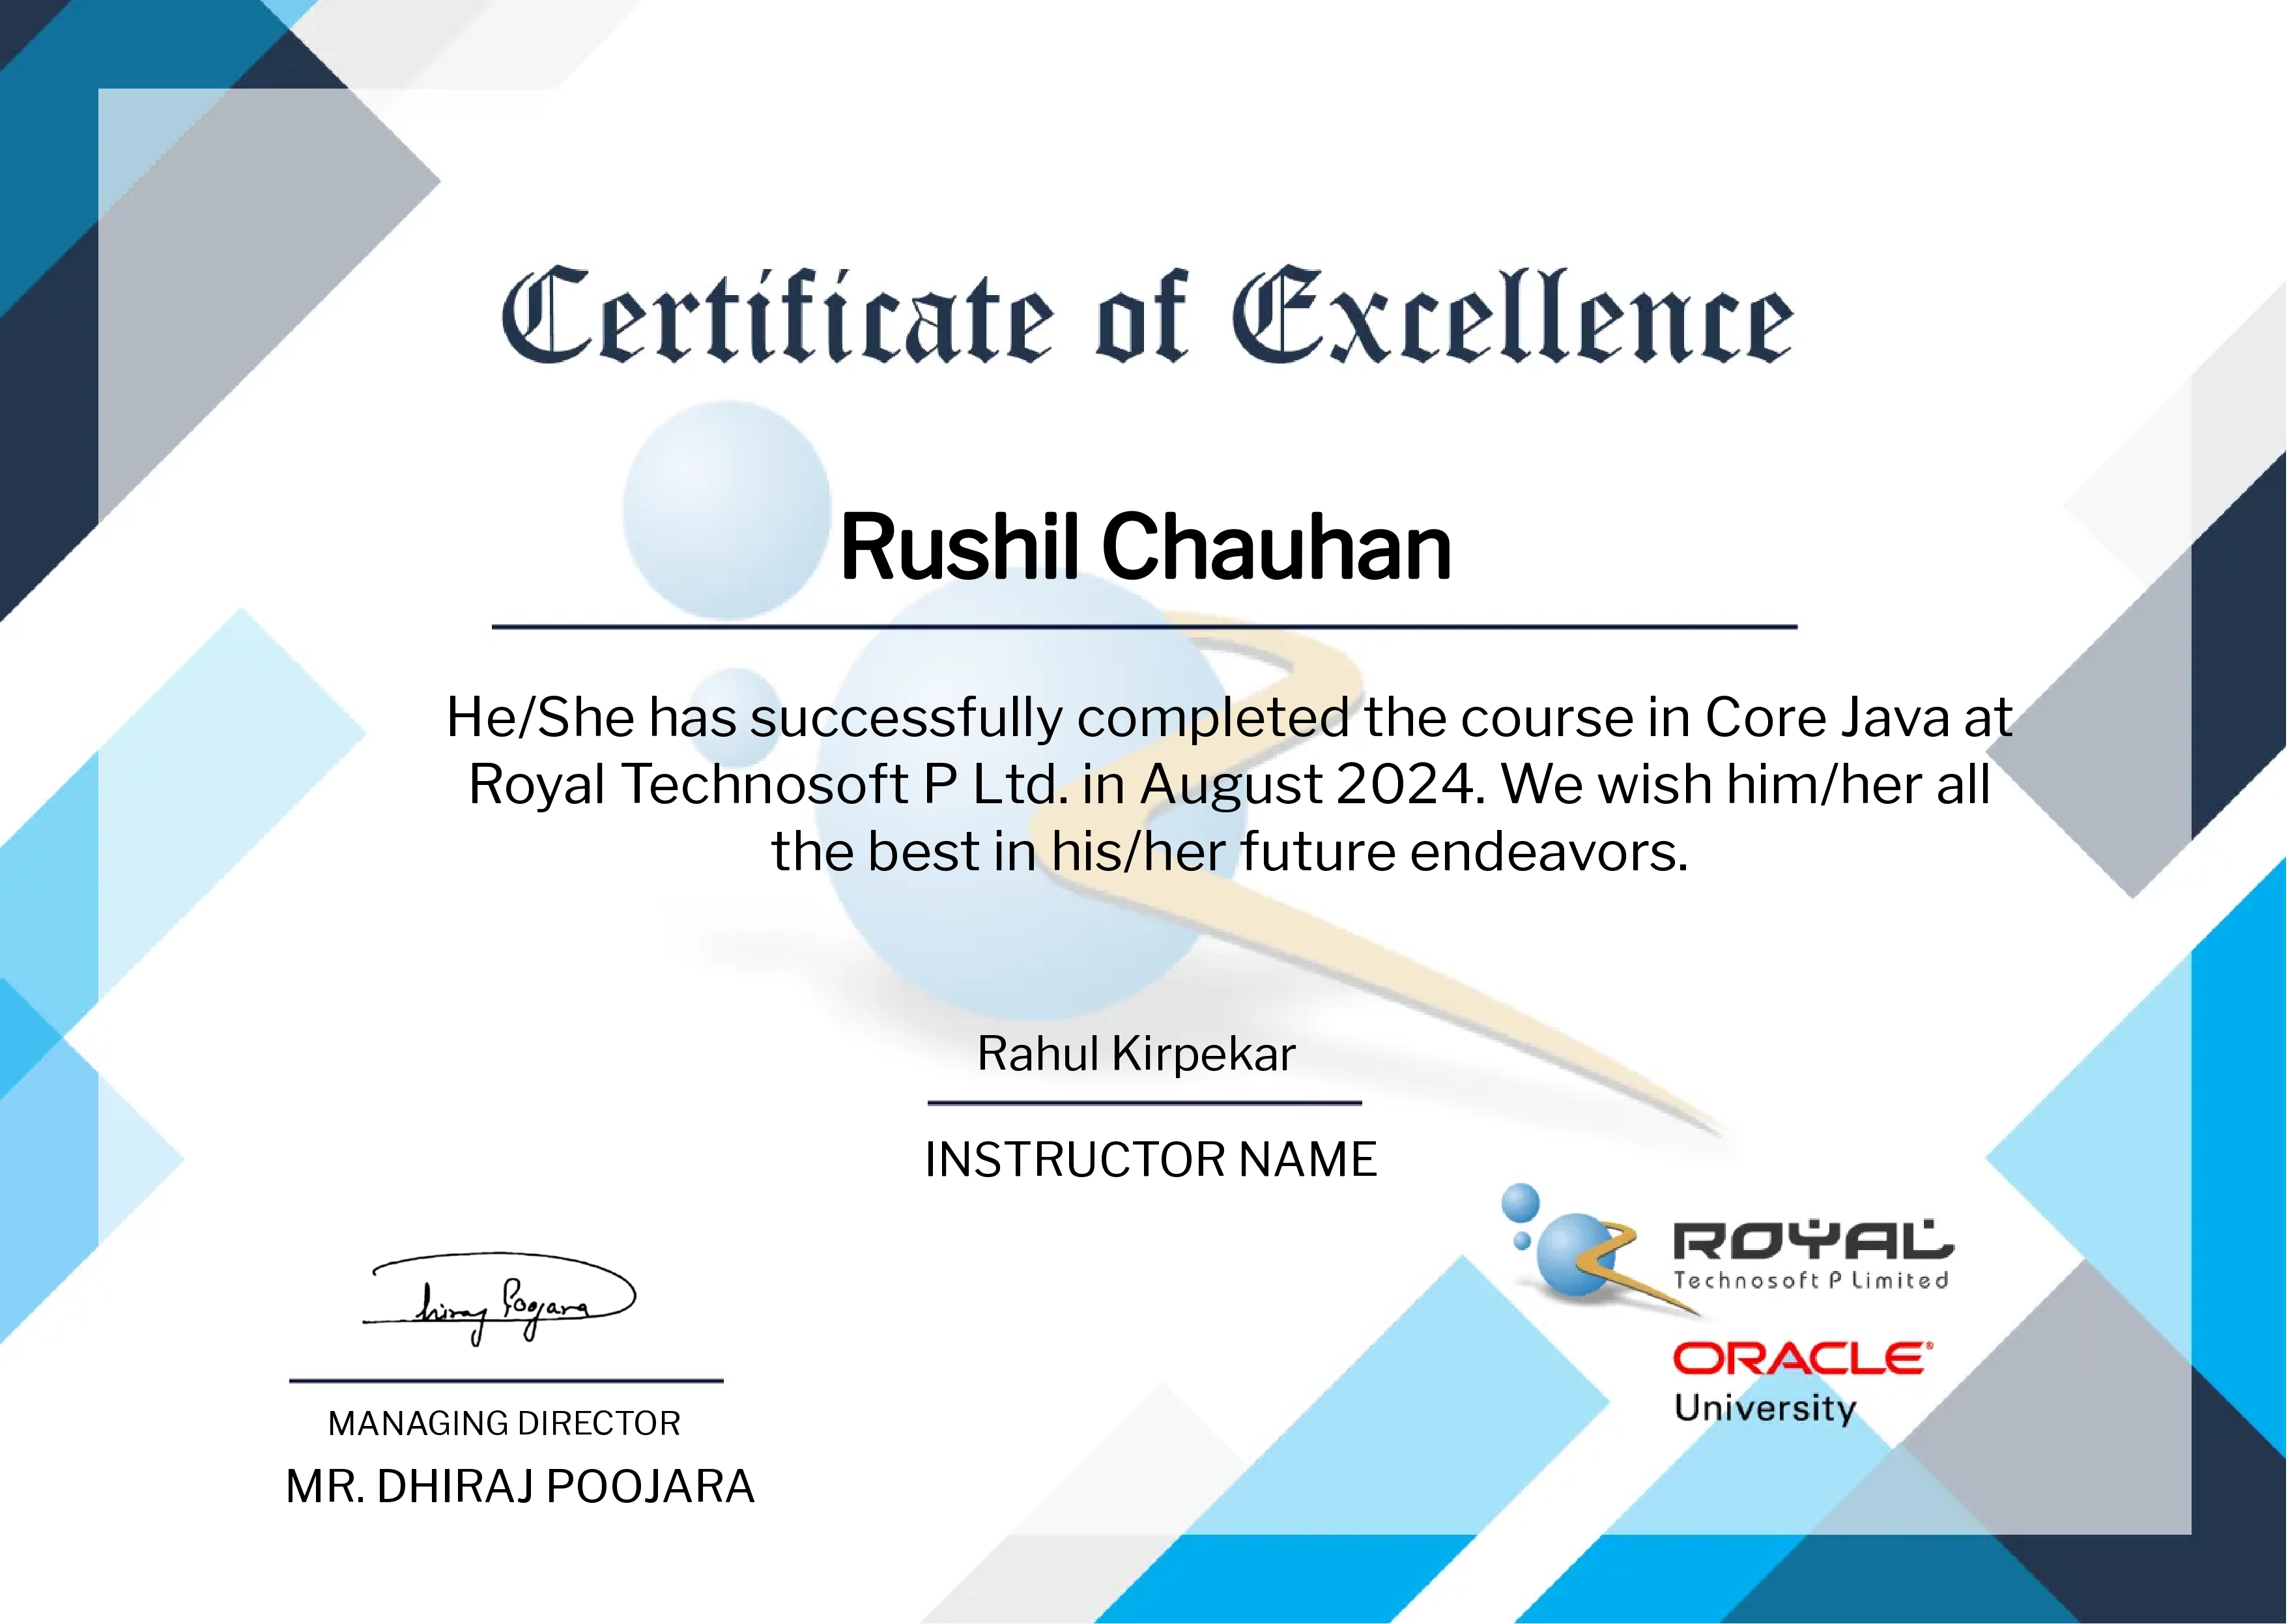 Certificate of Excellence
Rushil Chauhan
He/She has successfully completed the course in Core Java at
Royal Technosoft P Ltd. in August 2024. We wish him/her all
the best in his/her future endeavors.
Rahul Kirpekar
INSTRUCTOR NAME
ROYAL
Technosoft P Limited
ORACLE®
University
Dhiraj Poojara
MANAGING DIRECTOR
MR. DHIRAJ POOJARA